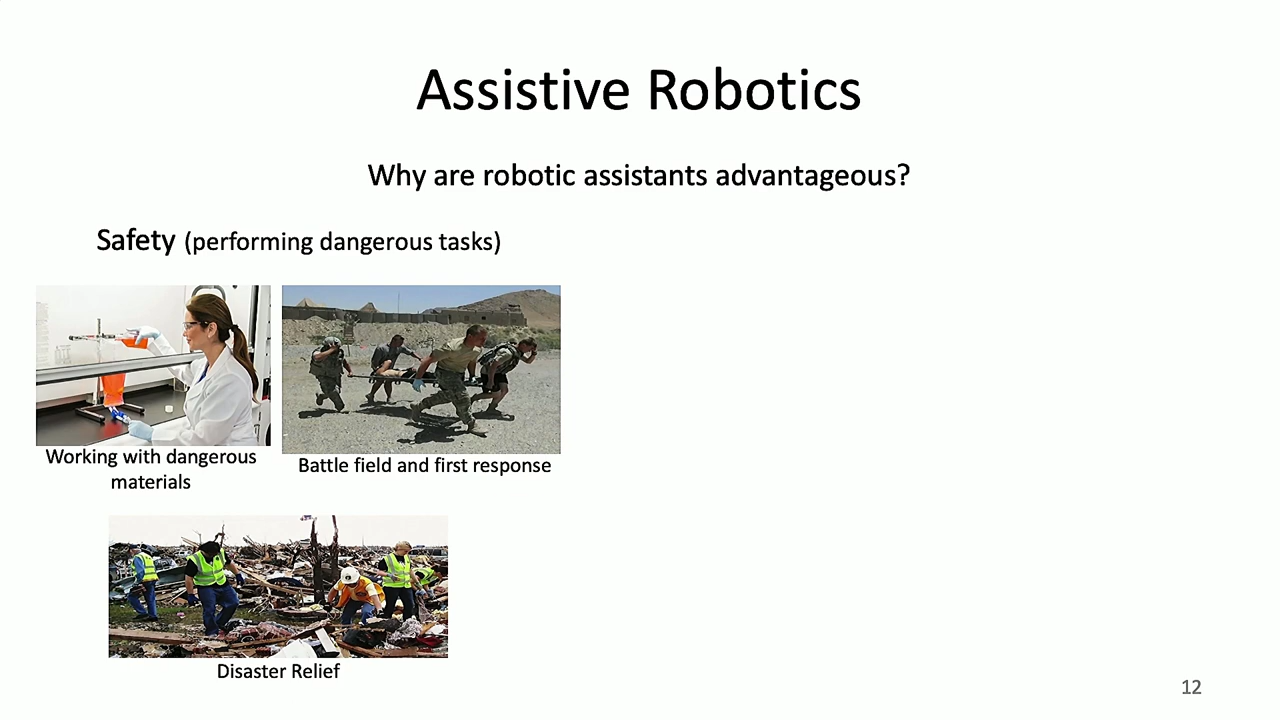 Assistive Robotics
Why are robotic assistants advantageous?
Safety (performing dangerous tasks)
Working with dangerous
materials
Battle field and first response
Disaster Relief
12